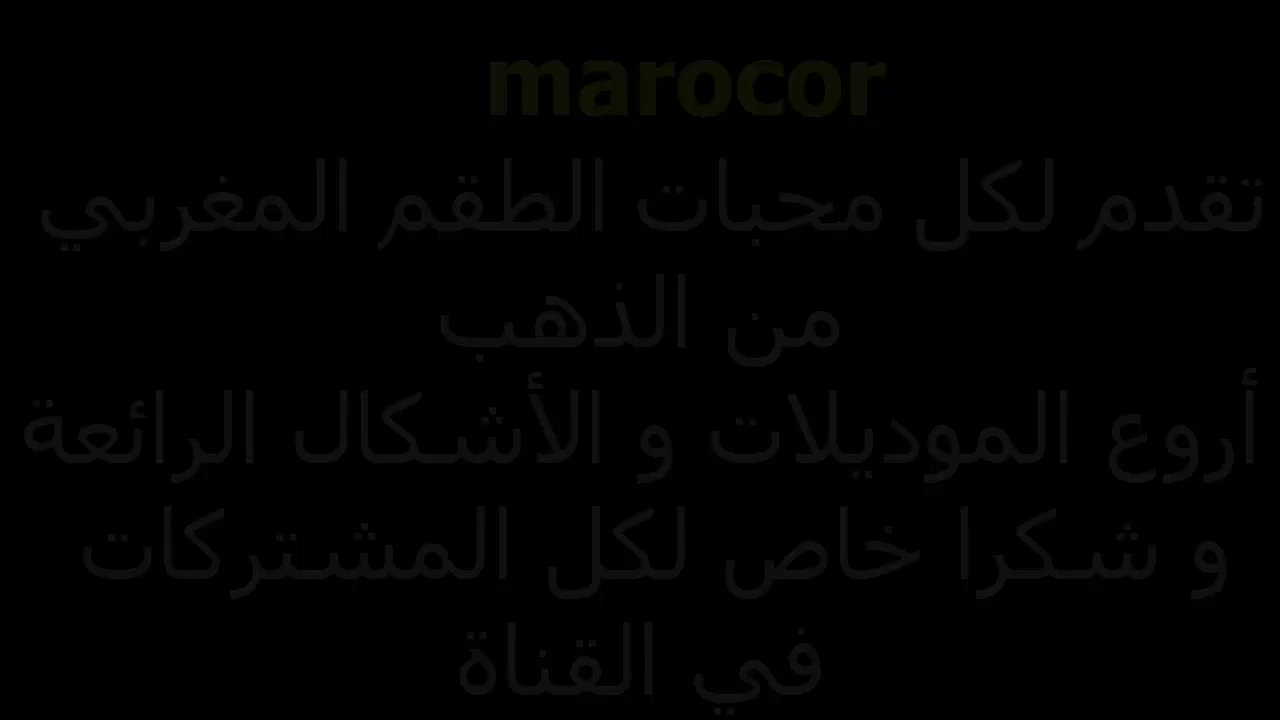 marocor
تقدم لكل محبات الطقم المغربي
من الذهب
أروع الموديلات و الأشكال الرائعة
و شكرا خاص لكل المشتركات
في القناة